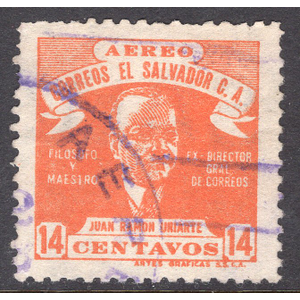 AEREO
CORREOS EL SALVADOR C. A.
FILOSOFO
Y
MAESTRO
EX-DIRECTOR
GRAL
DE CORREOS
JUAN RAMON URIARTE
14 CENTAVOS 14
ARTES GRAFICAS S.S. C.A.